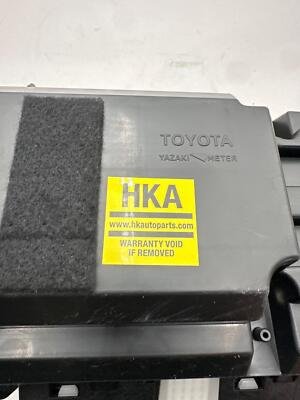 TOYOTA
YAZAKI METER
HKA
www.hkautoparts.com
WARRANTY VOID
IF REMOVED